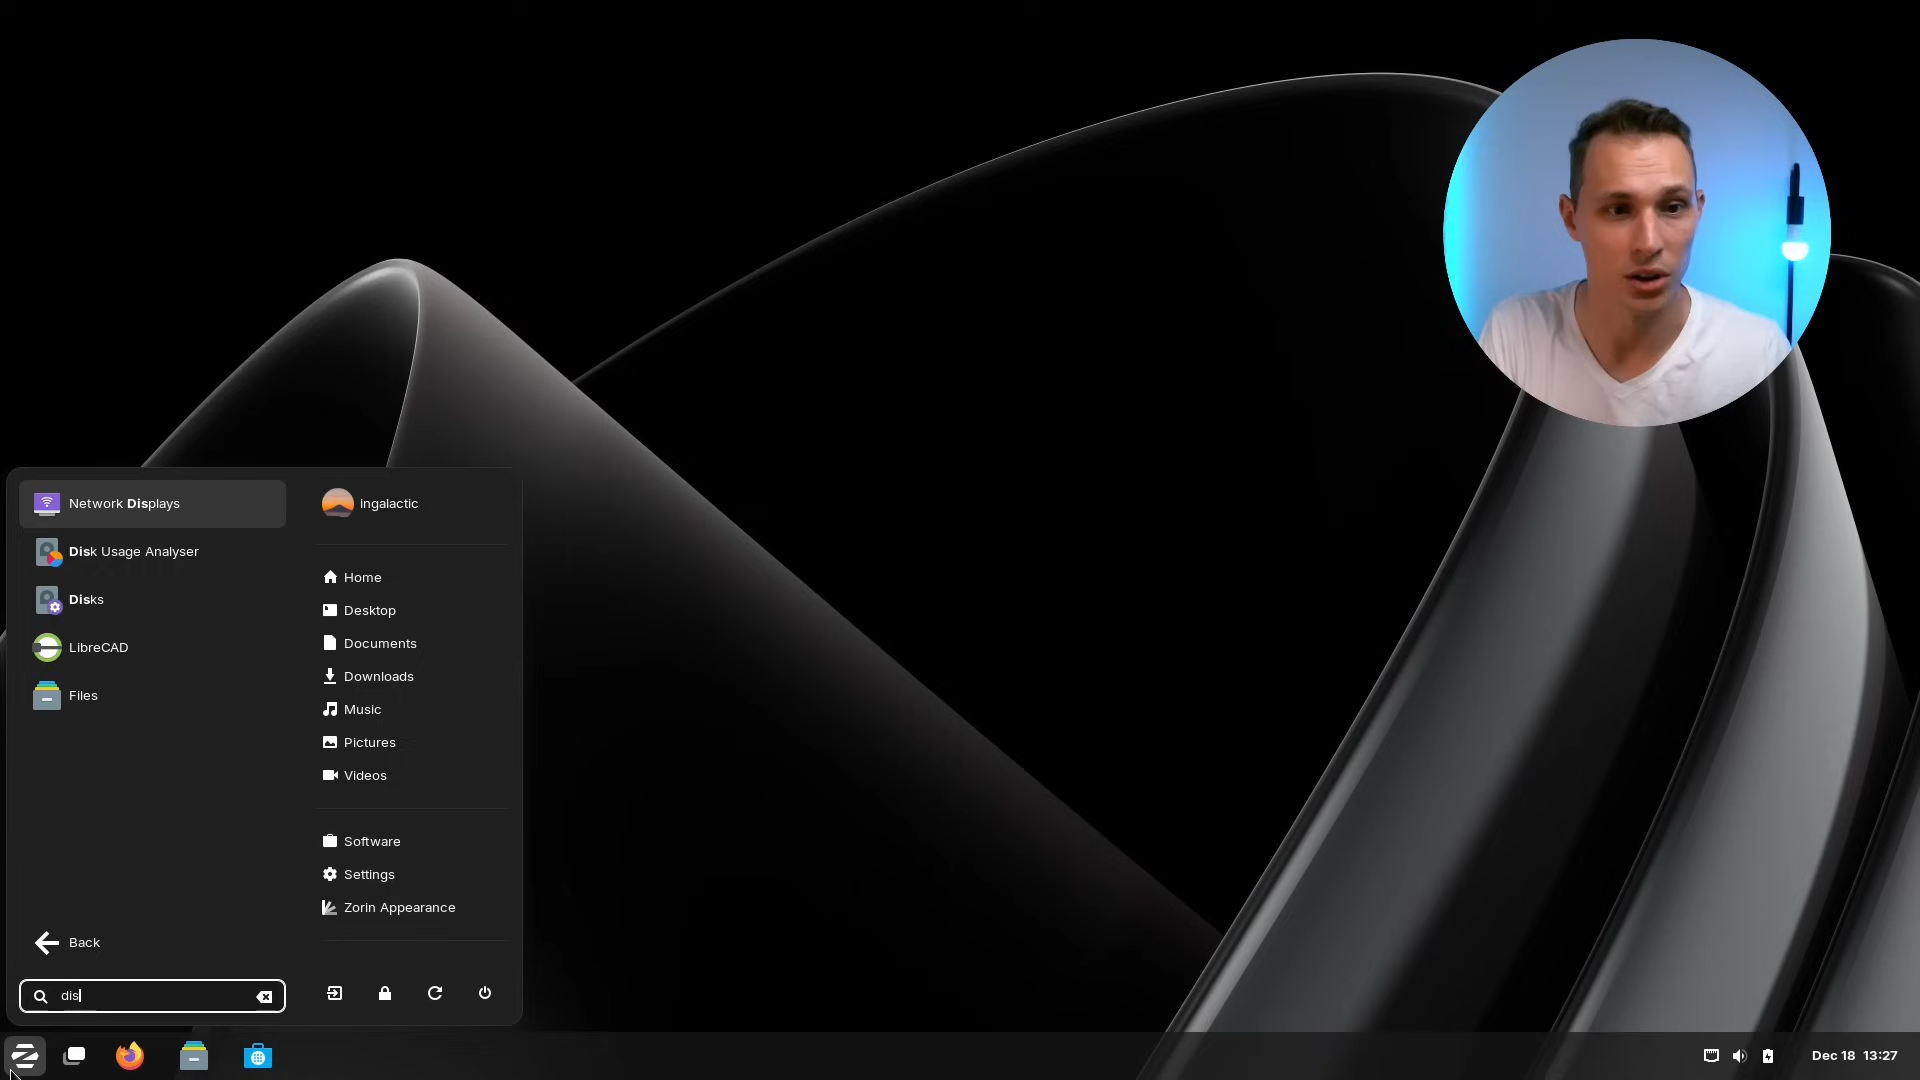 Network Displays
Disk Usage Analyser
Disks
LibreCAD
Files
Back
dis
ingalactic
Home
Desktop
Documents
Downloads
Music
Pictures
Videos
Software
Settings
Zorin Appearance
Dec 18 13:27